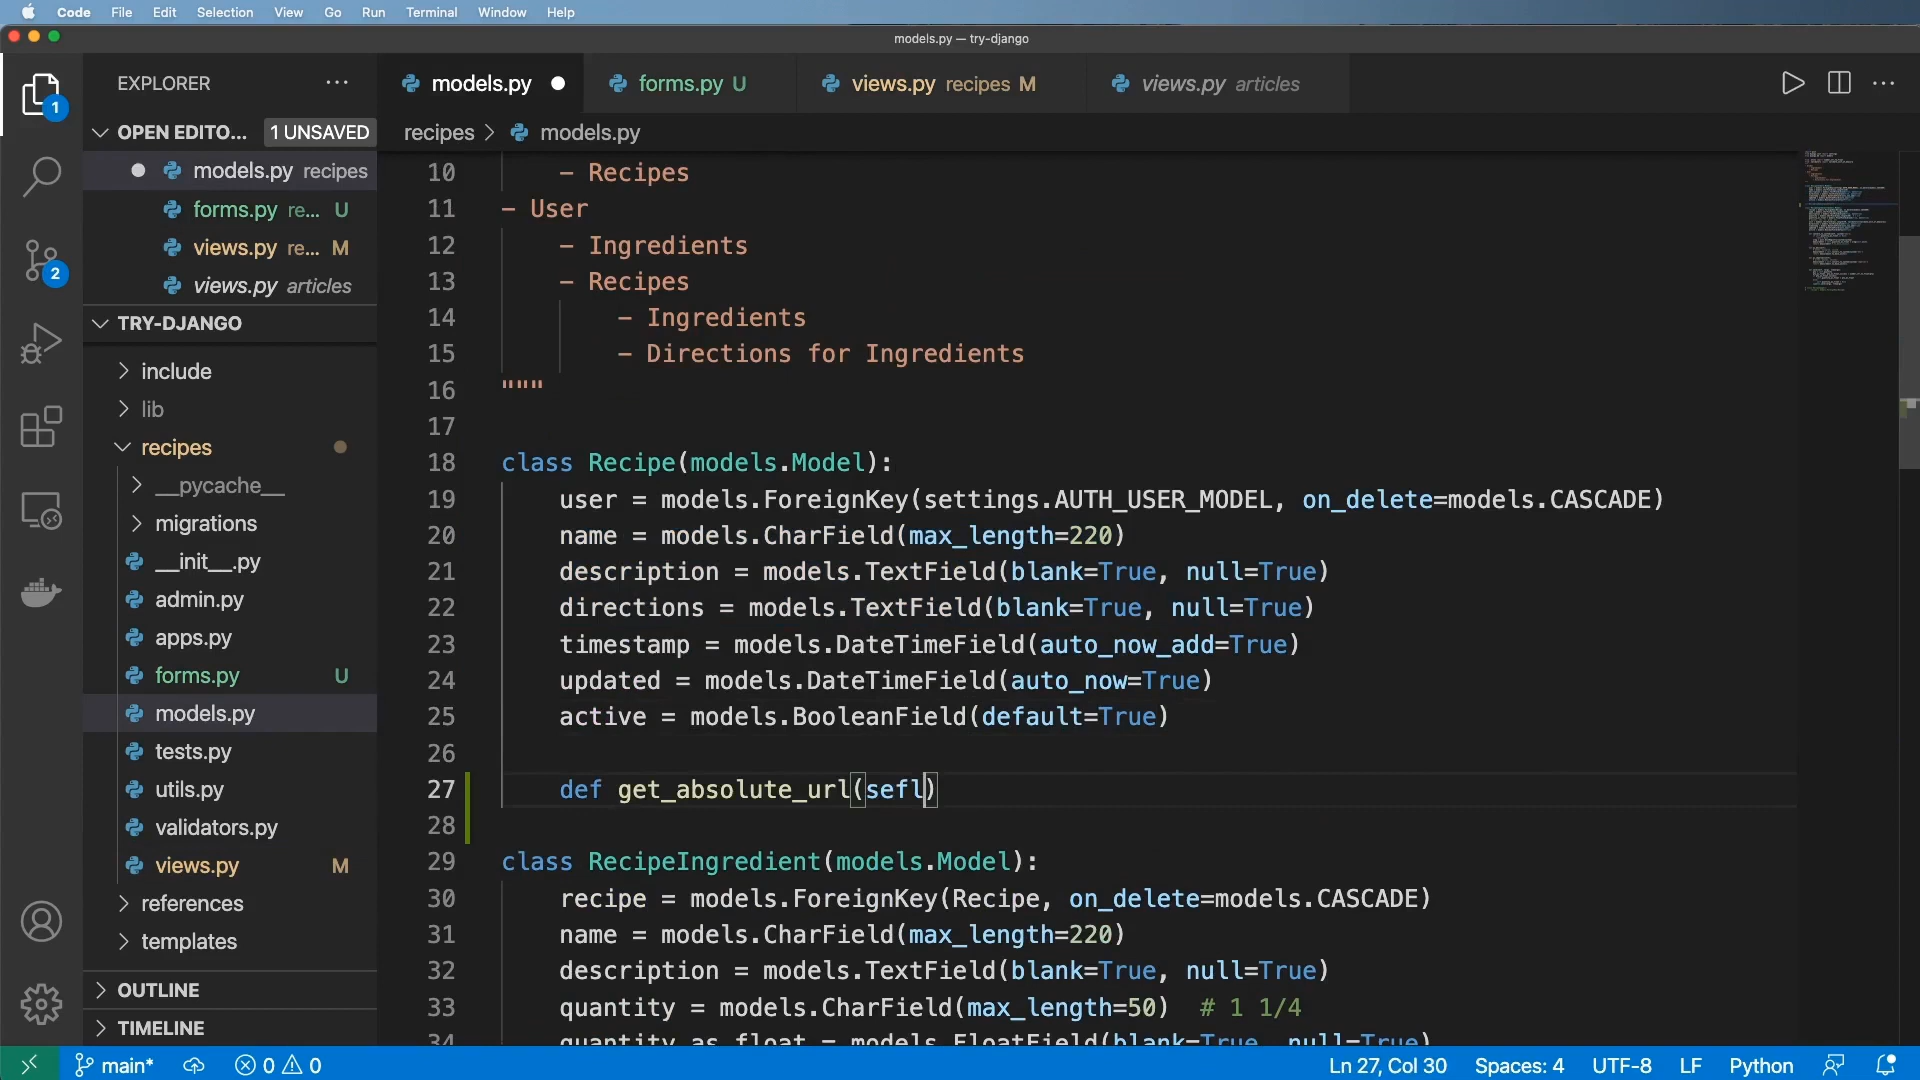 Code File Edit Selection View Go Run Terminal Window Help
models.py — try-django
EXPLORER
models.py
forms.py U
views.py recipes M
views.py articles
1
OPEN EDITO... 1 UNSAVED
recipes > models.py
models.py recipes
forms.py re... U
views.py re... M
views.py articles
2
TRY-DJANGO
include
lib
recipes
__pycache__
migrations
__init__.py
admin.py
apps.py
forms.py U
models.py
tests.py
utils.py
validators.py
views.py M
references
templates
OUTLINE
TIMELINE
10 - Recipes
11 - User
12 - Ingredients
13 - Recipes
14 - Ingredients
15 - Directions for Ingredients
16 """
17
18 class Recipe(models.Model):
19 user = models.ForeignKey(settings.AUTH_USER_MODEL, on_delete=models.CASCADE)
20 name = models.CharField(max_length=220)
21 description = models.TextField(blank=True, null=True)
22 directions = models.TextField(blank=True, null=True)
23 timestamp = models.DateTimeField(auto_now_add=True)
24 updated = models.DateTimeField(auto_now=True)
25 active = models.BooleanField(default=True)
26
27 def get_absolute_url(sefl)
28
29 class RecipeIngredient(models.Model):
30 recipe = models.ForeignKey(Recipe, on_delete=models.CASCADE)
31 name = models.CharField(max_length=220)
32 description = models.TextField(blank=True, null=True)
33 quantity = models.CharField(max_length=50) # 1 1/4
34 quantity_as_float = models.FloatField(blank=True, null=True)
main* 0 0 Ln 27, Col 30 Spaces: 4 UTF-8 LF Python